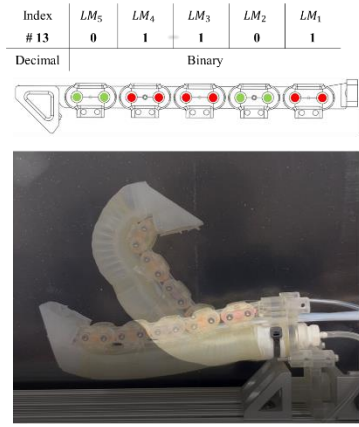 Index LM₅ LM₄ LM₃ LM₂ LM₁
# 13 0 1 1 0 1
Decimal Binary